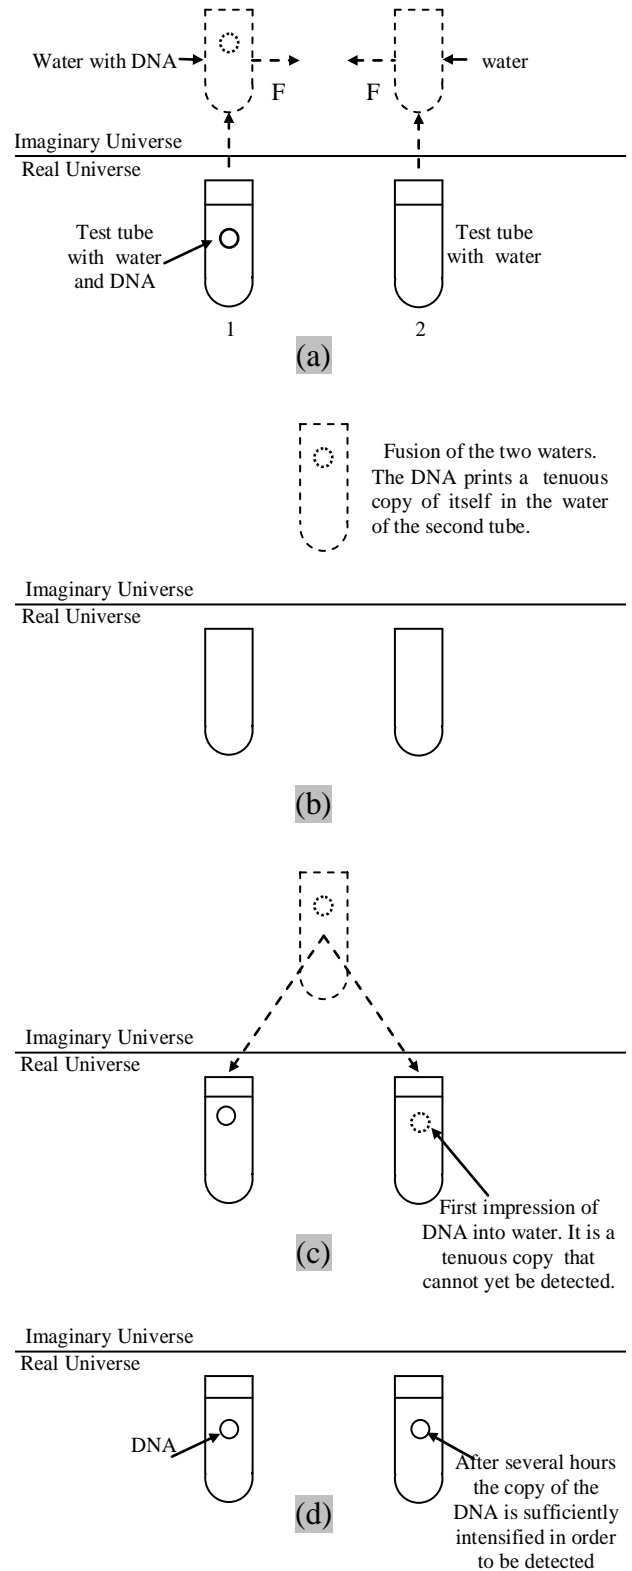 Water with DNA
F
F
water
Imaginary Universe
Real Universe
Test tube
with water
and DNA
Test tube
with water
1
2
(a)
Fusion of the two waters.
The DNA prints a tenuous
copy of itself in the water
of the second tube.
Imaginary Universe
Real Universe
(b)
Imaginary Universe
Real Universe
First impression of
DNA into water. It is a
tenuous copy that
cannot yet be detected.
(c)
Imaginary Universe
Real Universe
DNA
After several hours
the copy of the
DNA is sufficiently
intensified in order
to be detected
(d)